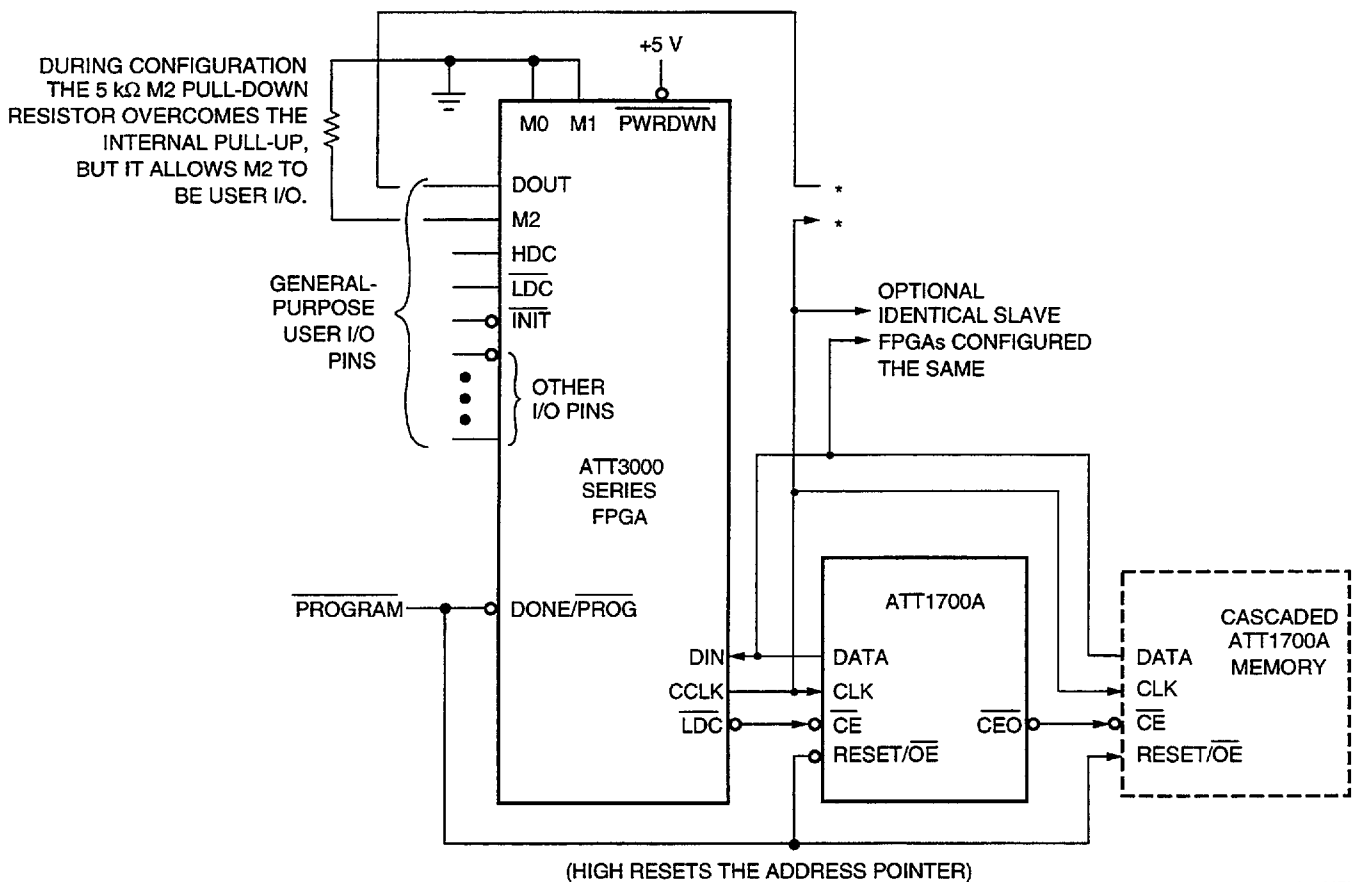 +5 V
DURING CONFIGURATION
THE 5 kΩ M2 PULL-DOWN
RESISTOR OVERCOMES THE
INTERNAL PULL-UP,
BUT IT ALLOWS M2 TO
BE USER I/O.
M0 M1 PWRDWN
DOUT
*
M2
*
HDC
LDC
INIT
GENERAL-
PURPOSE
USER I/O
PINS
OTHER
I/O PINS
OPTIONAL
IDENTICAL SLAVE
FPGAs CONFIGURED
THE SAME
ATT3000
SERIES
FPGA
PROGRAM
DONE/PROG
DIN
CCLK
LDC
ATT1700A
DATA
CLK
CE
CEO
RESET/OE
CASCADED
ATT1700A
MEMORY
DATA
CLK
CE
RESET/OE
(HIGH RESETS THE ADDRESS POINTER)